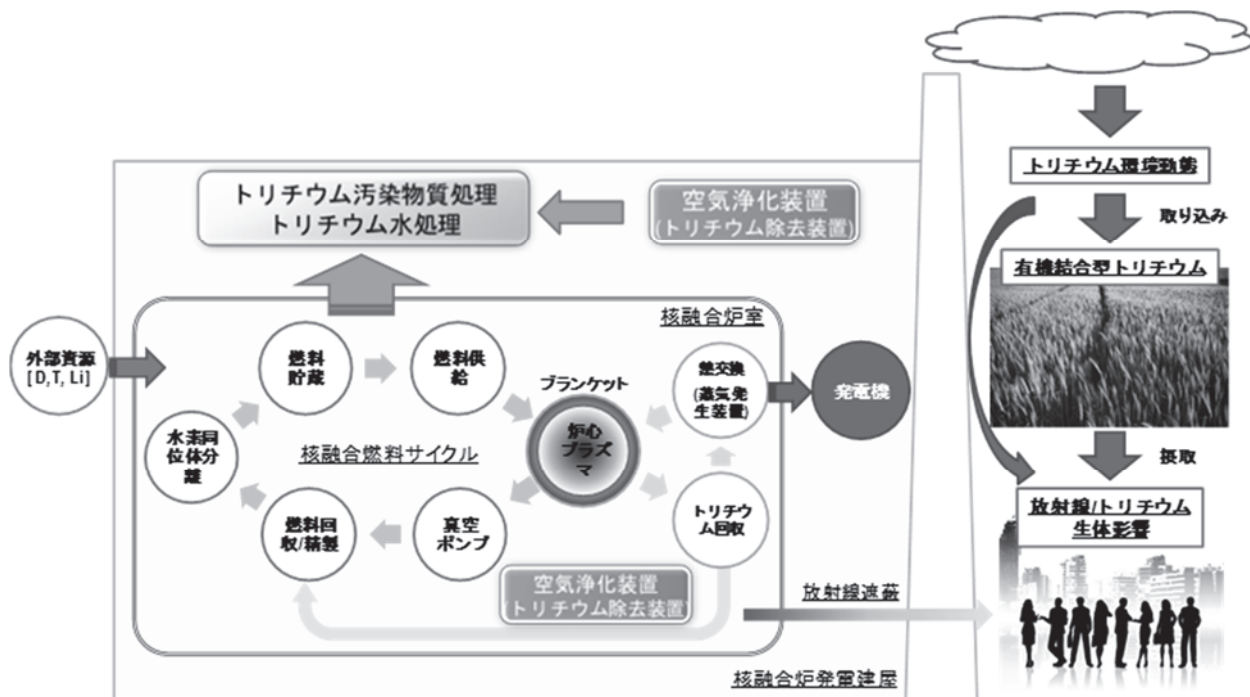 トリチウム汚染物質処理
トリチウム水処理
空気浄化装置
(トリチウム除去装置)
核融合炉室
外部資源
[D,T, Li]
燃料
貯蔵
燃料供
給
ブランケット
炉心
プラズ
マ
熱交換
(蒸気発
生装置)
発電機
水素同
位体分
離
核融合燃料サイクル
燃料回
収/精製
真空
ポンプ
トリチウ
ム回収
空気浄化装置
(トリチウム除去装置)
放射線遮蔽
核融合炉発電建屋
トリチウム環境動態
取り込み
有機結合型トリチウム
摂取
放射線/トリチウム
生体影響